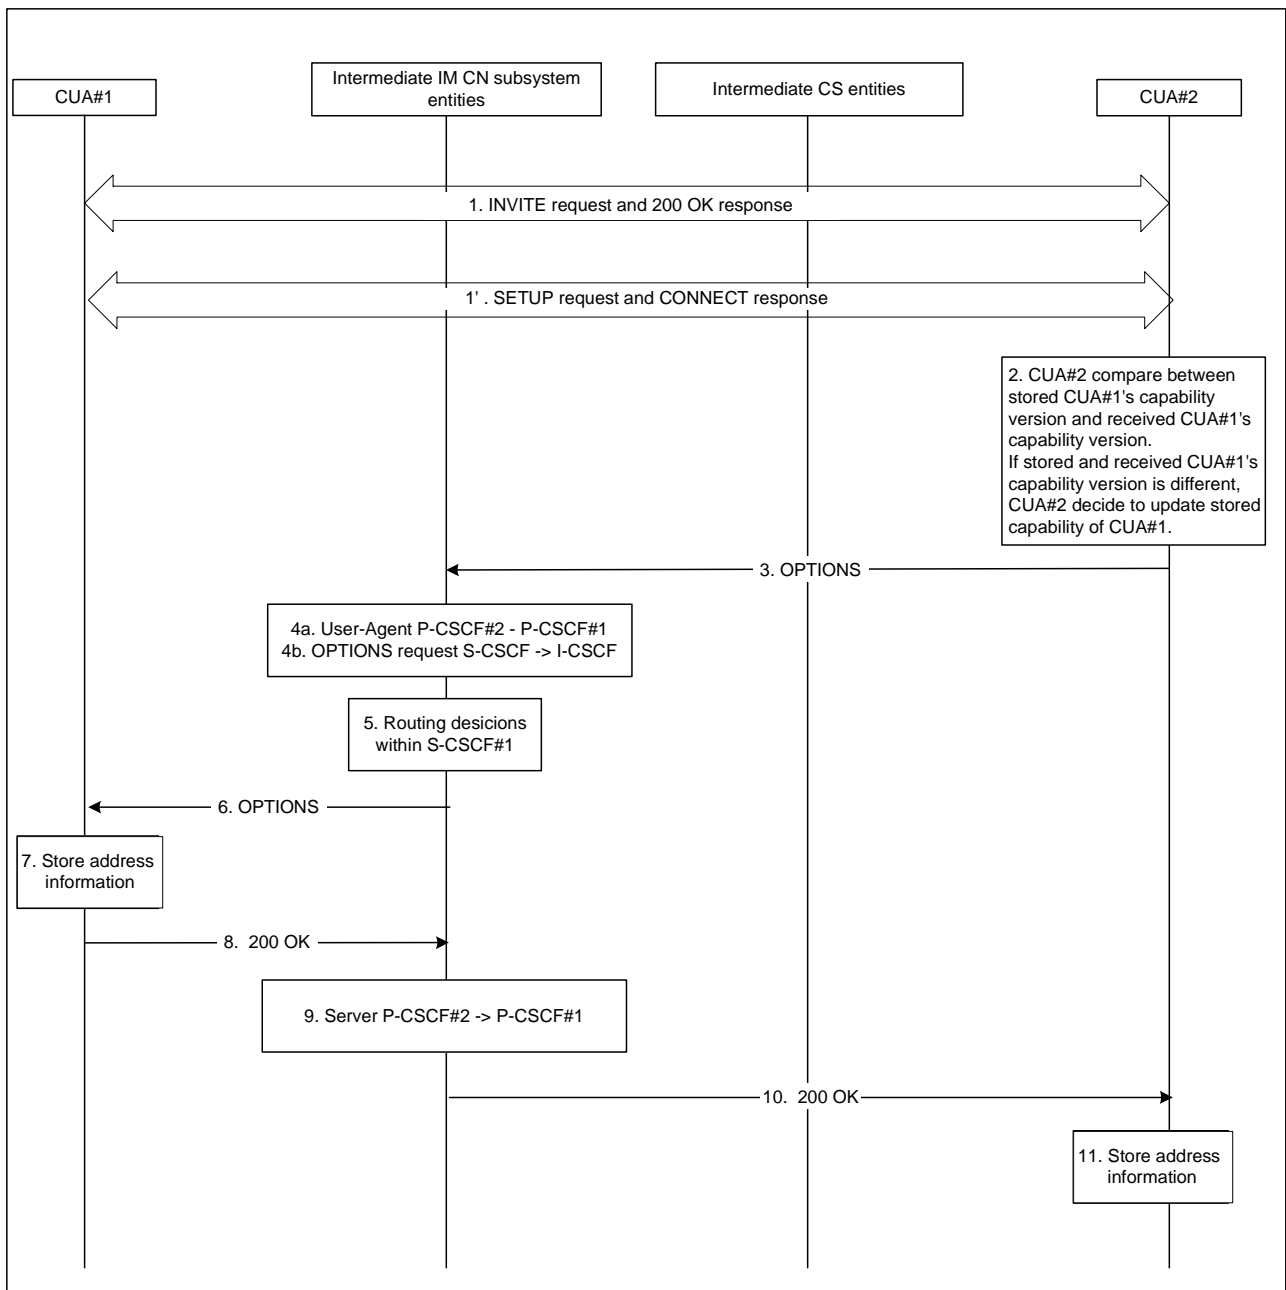 CUA#1
Intermediate IM CN subsystem
entities
Intermediate CS entities
CUA#2
1. INVITE request and 200 OK response
1' . SETUP request and CONNECT response
2. CUA#2 compare between
stored CUA#1's capability
version and received CUA#1's
capability version.
If stored and received CUA#1's
capability version is different,
CUA#2 decide to update stored
capability of CUA#1.
3. OPTIONS
4a. User-Agent P-CSCF#2 - P-CSCF#1
4b. OPTIONS request S-CSCF -> I-CSCF
5. Routing desicions
within S-CSCF#1
6. OPTIONS
7. Store address
information
8. 200 OK
9. Server P-CSCF#2 -> P-CSCF#1
10. 200 OK
11. Store address
information